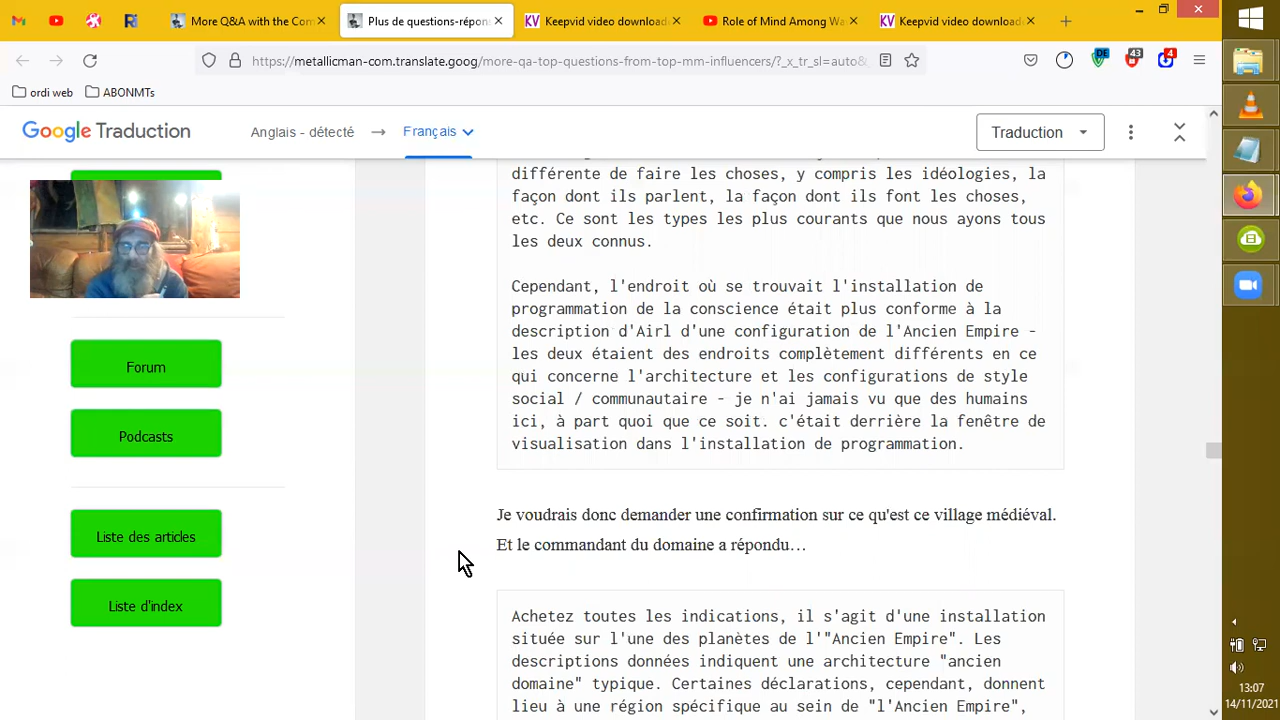 More Q&A with the Com
Plus de questions-répons
Keepvid video download
Role of Mind Among Wa
Keepvid video download
https://metallicman-com.translate.goog/more-qa-top-questions-from-top-mm-influencers/?_x_tr_sl=auto&
DE
43
4
ordi web
ABONMTs
Google Traduction
Anglais - détecté
Français
Traduction
différente de faire les choses, y compris les idéologies, la
façon dont ils parlent, la façon dont ils font les choses,
etc. Ce sont les types les plus courants que nous ayons tous
les deux connus.
Cependant, l'endroit où se trouvait l'installation de
programmation de la conscience était plus conforme à la
description d'Airl d'une configuration de l'Ancien Empire -
les deux étaient des endroits complètement différents en ce
qui concerne l'architecture et les configurations de style
social / communautaire - je n'ai jamais vu que des humains
ici, à part quoi que ce soit. c'était derrière la fenêtre de
visualisation dans l'installation de programmation.
Forum
Podcasts
Liste des articles
Liste d'index
Je voudrais donc demander une confirmation sur ce qu'est ce village médiéval.
Et le commandant du domaine a répondu…
Achetez toutes les indications, il s'agit d'une installation
située sur l'une des planètes de l'"Ancien Empire". Les
descriptions données indiquent une architecture "ancien
domaine" typique. Certaines déclarations, cependant, donnent
lieu à une région spécifique au sein de "l'Ancien Empire",
13:07
14/11/2021